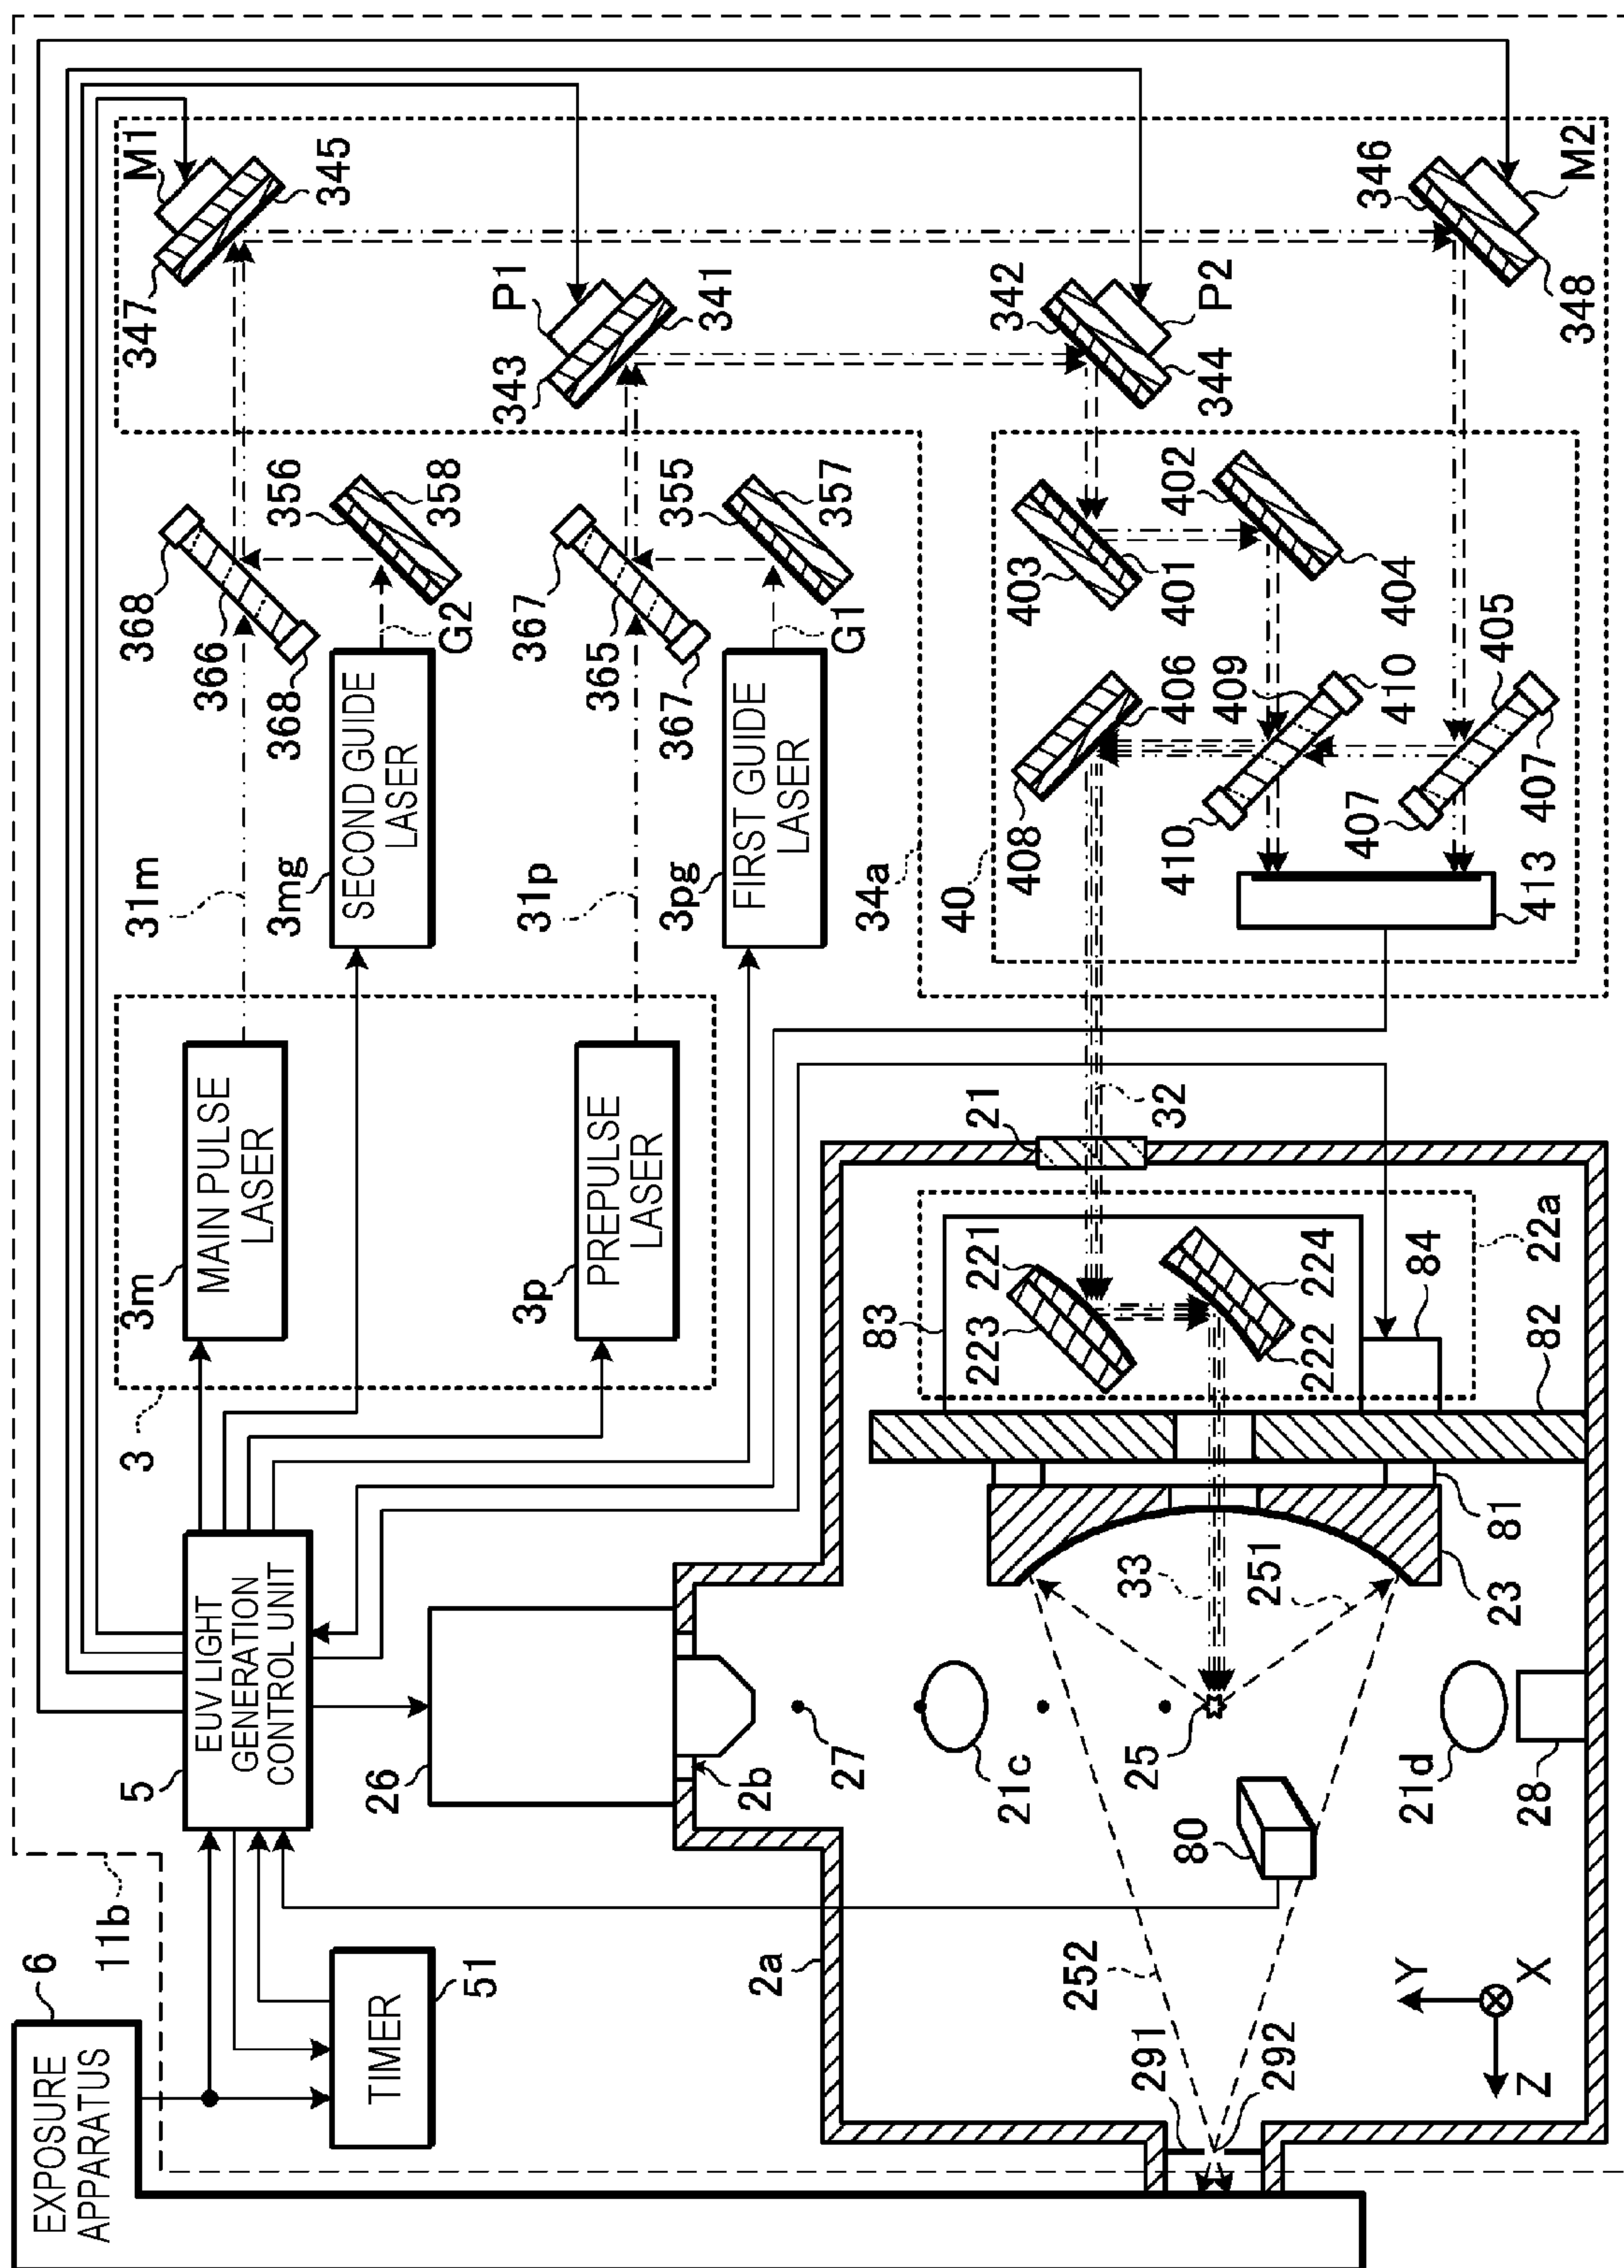 EXPOSURE
APPARATUS
6
11b
TIMER
51
5
EUV LIGHT
GENERATION
CONTROL UNIT
3
3m
MAIN PULSE
LASER
31m
3p
PREPULSE
LASER
31p
3mg
SECOND GUIDE
LASER
G2
3pg
FIRST GUIDE
LASER
G1
368
366
368
356
358
367
365
367
355
357
M1
347
345
P1
343
341
342
P2
344
346
M2
348
34a
40
403
401
402
404
408
406
409
410
410
405
407
407
413
26
2b
2a
27
21c
25
21d
28
80
252
251
33
291
292
23
81
82
83
84
22a
221
223
222
224
21
32
Y
X
Z